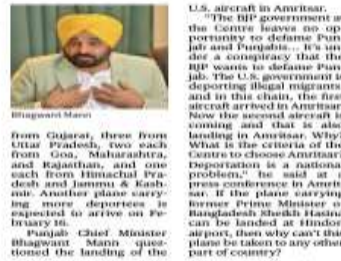 Bhagwant Mann
from Gujarat, three from
Uttar Pradesh, two each
from Goa, Maharashtra,
and Rajasthan, and one
each from Himachal Pra-
desh and Jammu & Kash-
mir. Another plane carry-
ing more deportees is
expected to arrive on Fe-
bruary 16.
Punjab Chief Minister
Bhagwant Mann ques-
tioned the landing of the
U.S. aircraft in Amritsar.
"The BJP government at
the Centre leaves no op-
portunity to defame Pun-
jab and Punjabis... It's un-
der a conspiracy that the
BJP wants to defame Pun-
jab. The U.S. government is
deporting illegal migrants
and in this chain, the first
aircraft arrived in Amritsar.
Now the second aircraft is
coming and that is also
landing in Amritsar. Why?
What is the criteria of the
Centre to choose Amritsar?
Deportation is a national
problem," he said at a
press conference in Amrit-
sar. If the plane carrying
former Prime Minister of
Bangladesh Sheikh Hasina
can be landed at Hindon
airport, then why can't this
plane be taken to any other
part of country?